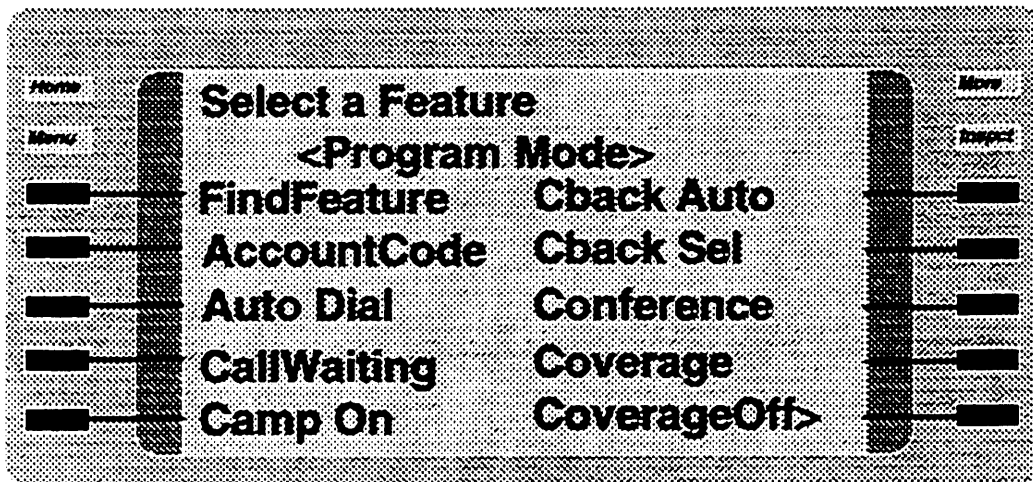 Home
More
Select a Feature
Menu
Inspct
<Program Mode>
FindFeature Cback Auto
AccountCode Cback Sel
Auto Dial Conference
CallWaiting Coverage
Camp On CoverageOff>